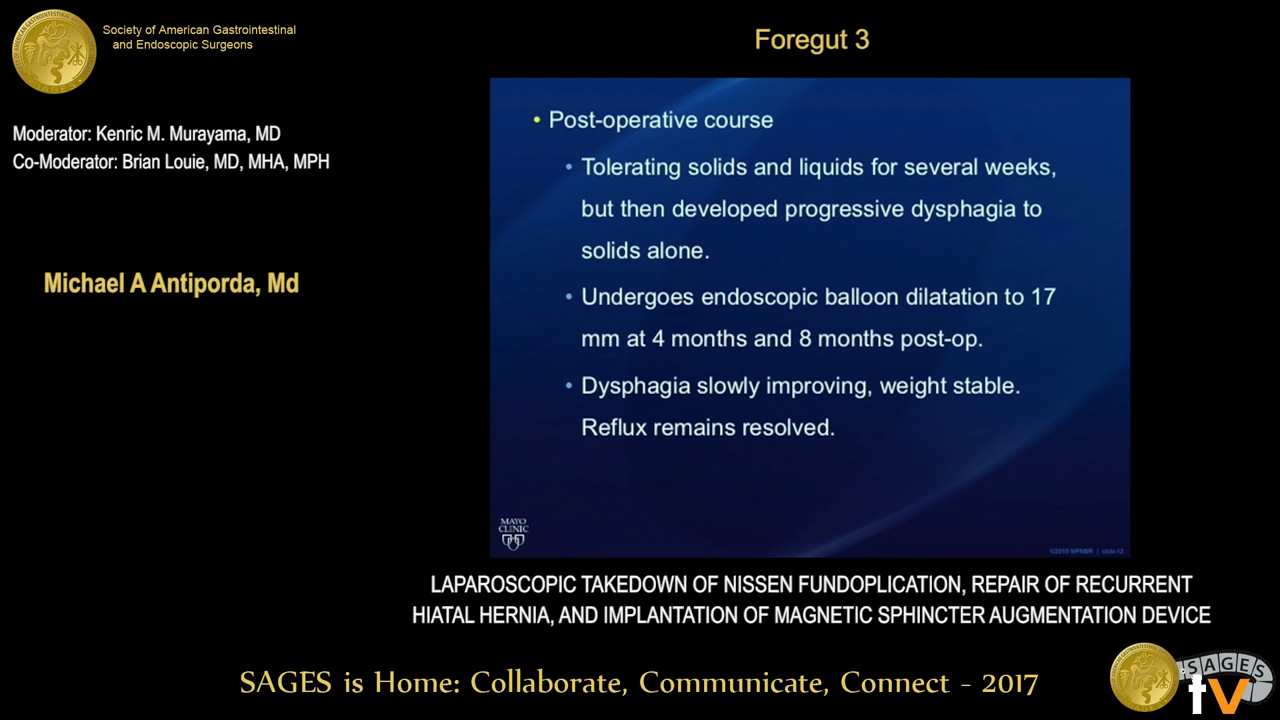 Society of American Gastrointestinal
and Endoscopic Surgeons
Foregut 3
Moderator: Kenric M. Murayama, MD
Co-Moderator: Brian Louie, MD, MHA, MPH
Michael A Antiporda, Md
• Post-operative course
• Tolerating solids and liquids for several weeks,
but then developed progressive dysphagia to
solids alone.
• Undergoes endoscopic balloon dilatation to 17
mm at 4 months and 8 months post-op.
• Dysphagia slowly improving, weight stable.
Reflux remains resolved.
MAYO
CLINIC
©2015 MFMER | slide-12
LAPAROSCOPIC TAKEDOWN OF NISSEN FUNDOPLICATION, REPAIR OF RECURRENT
HIATAL HERNIA, AND IMPLANTATION OF MAGNETIC SPHINCTER AUGMENTATION DEVICE
SAGES is Home: Collaborate, Communicate, Connect - 2017
SAGES
tv